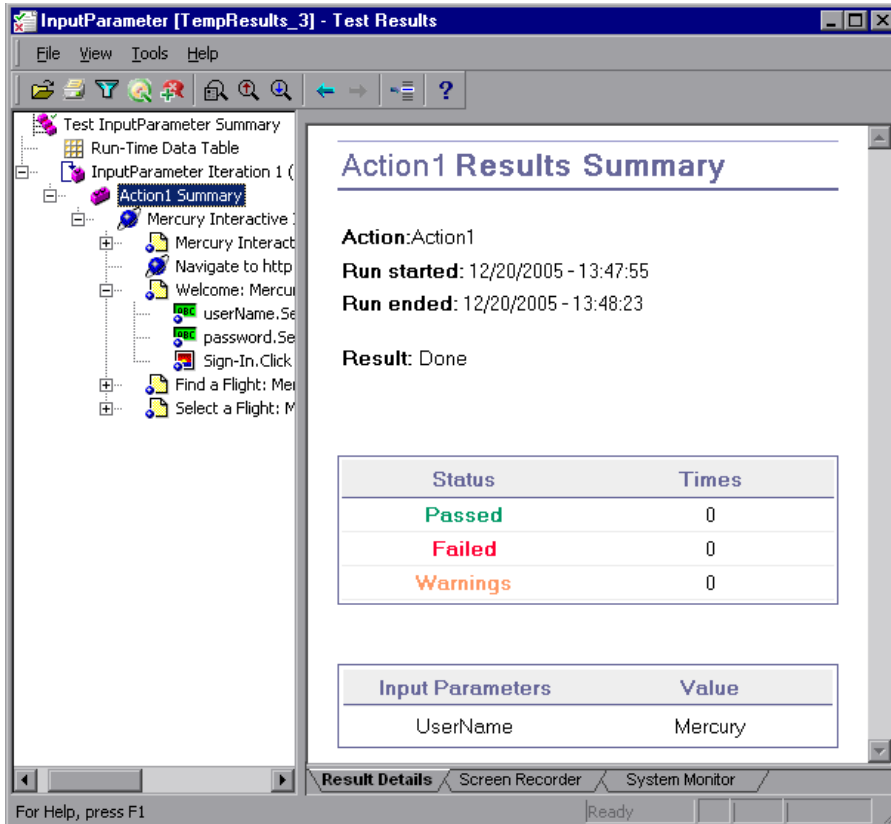 InputParameter [TempResults_3] - Test Results
File View Tools Help
?
Test InputParameter Summary
Run-Time Data Table
InputParameter Iteration 1 (
Action1 Summary
Mercury Interactive
Mercury Interact
Navigate to http
Welcome: Mercu
ABC userName.Se
ABC password.Se
Sign-In.Click
Find a Flight: Mer
Select a Flight: M
Action1 Results Summary
Action:Action1
Run started: 12/20/2005 - 13:47:55
Run ended: 12/20/2005 - 13:48:23
Result: Done
Status Times
Passed 0
Failed 0
Warnings 0
Input Parameters Value
UserName Mercury
Result Details Screen Recorder System Monitor
For Help, press F1 Ready